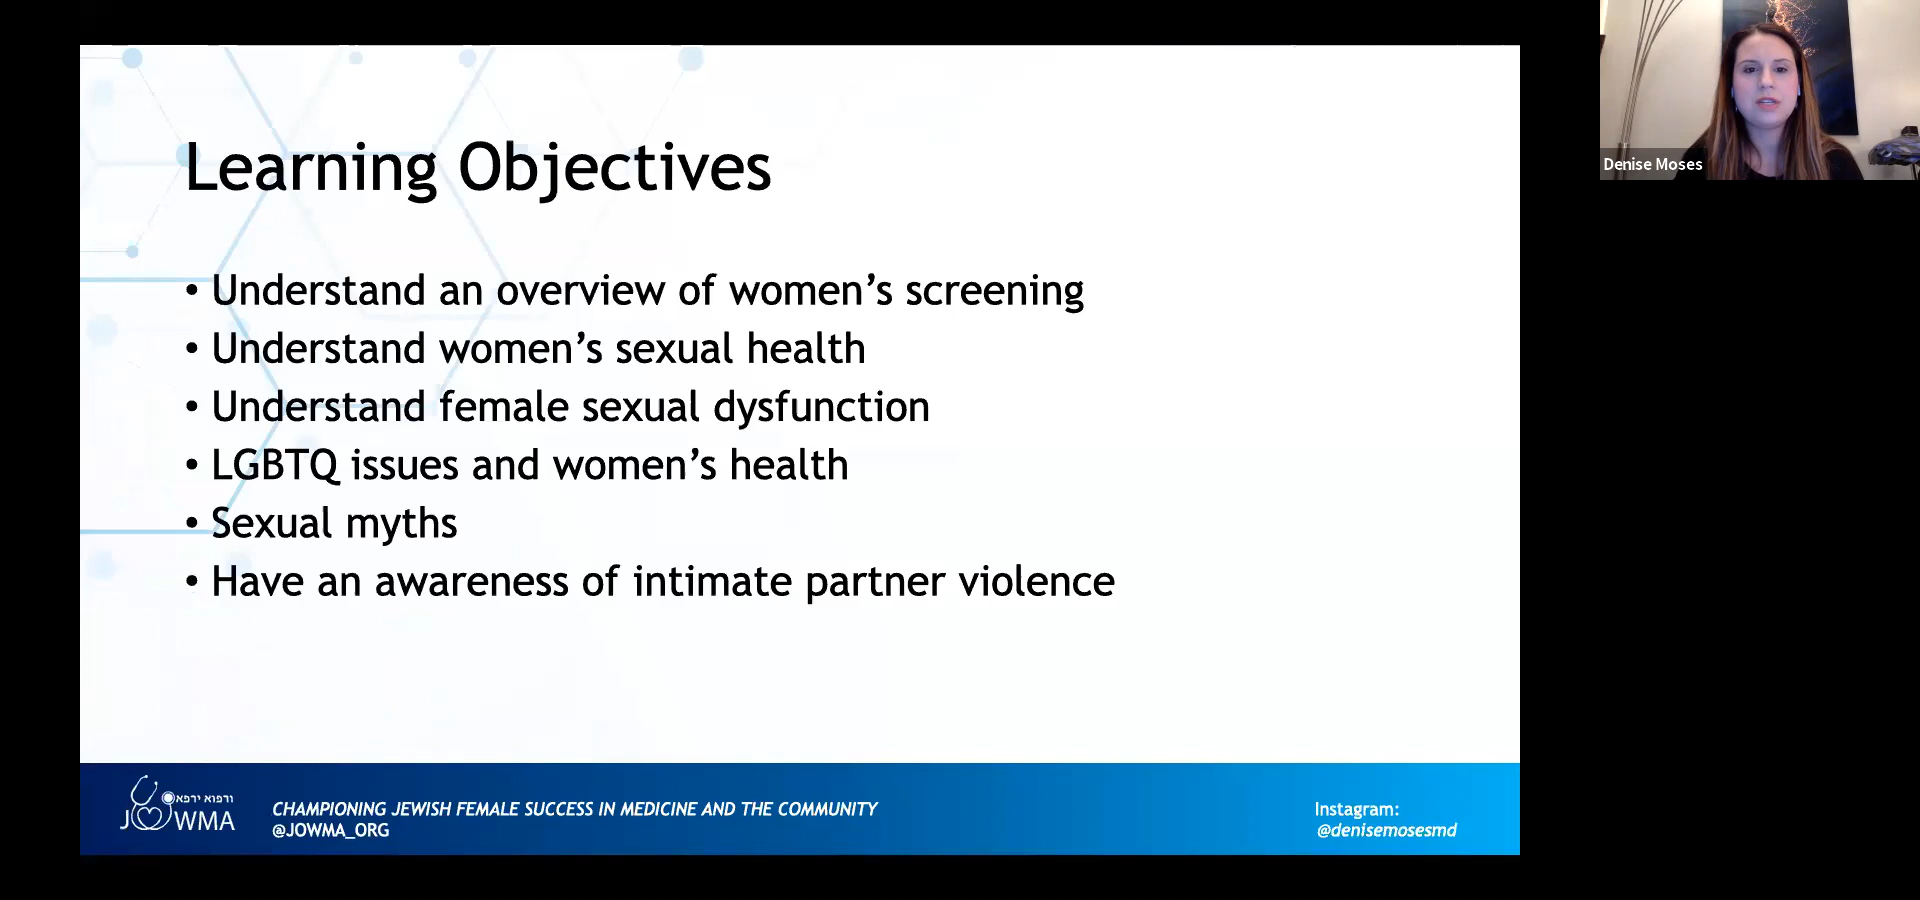 Learning Objectives
• Understand an overview of women’s screening
• Understand women’s sexual health
• Understand female sexual dysfunction
• LGBTQ issues and women’s health
• Sexual myths
• Have an awareness of intimate partner violence
ורפוא ירפא
JOWMA
CHAMPIONING JEWISH FEMALE SUCCESS IN MEDICINE AND THE COMMUNITY
@JOWMA_ORG
Instagram:
@denisemosesmd
Denise Moses